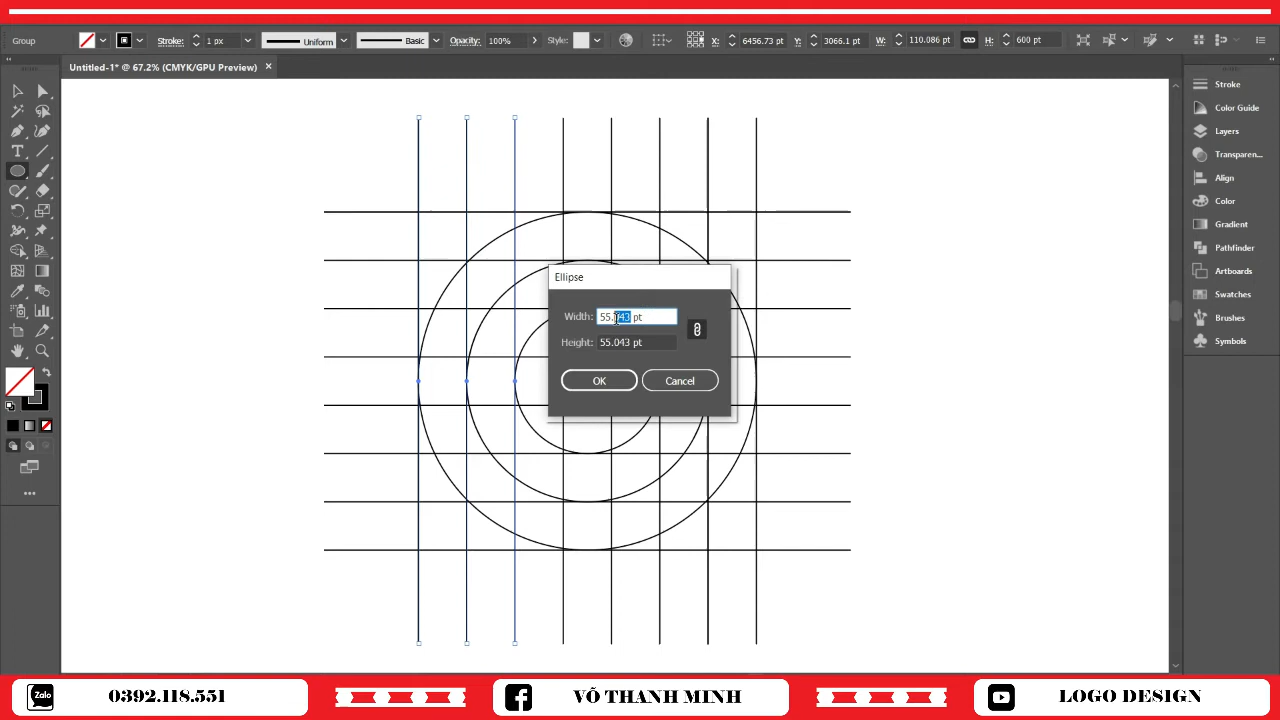 Group
Stroke:
1 px
Uniform
Basic
Opacity:
100%
Style:
X:
6456.73 pt
Y:
3066.1 pt
W:
110.086 pt
H:
600 pt
Untitled-1* @ 67.2% (CMYK/GPU Preview)
Stroke
Color Guide
Layers
Transparen...
Align
Color
Gradient
Pathfinder
Artboards
Swatches
Brushes
Symbols
Ellipse
Width:
55.043 pt
Height:
55.043 pt
OK
Cancel
Zalo
0392.118.551
VÕ THANH MINH
LOGO DESIGN